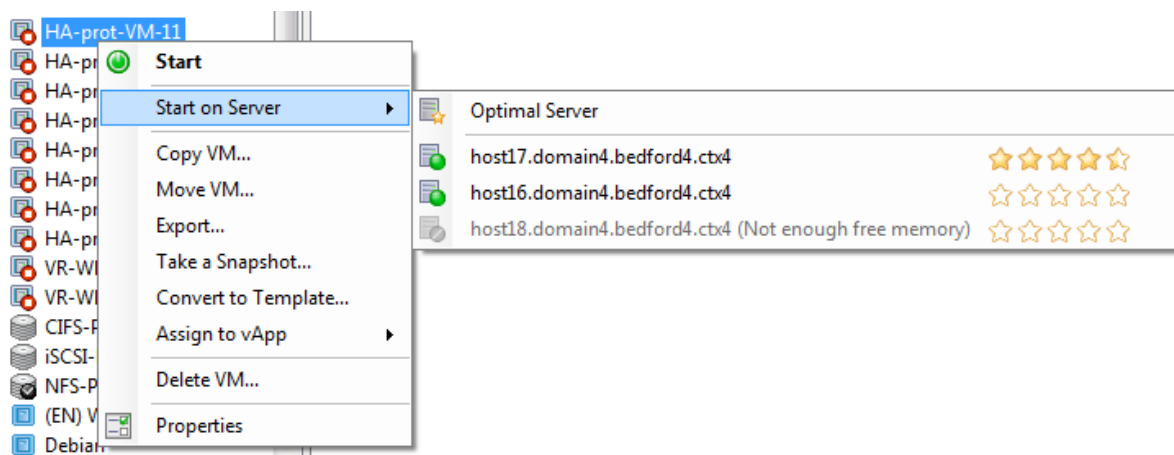 HA-prot-VM-11
HA-pr
Start
HA-pr
Start on Server
Optimal Server
HA-pr
HA-pr
Copy VM...
host17.domain4.bedford4.ctx4
HA-pr
Move VM...
host16.domain4.bedford4.ctx4
HA-pr
Export...
host18.domain4.bedford4.ctx4 (Not enough free memory)
HA-pr
VR-WI
Take a Snapshot...
VR-WI
Convert to Template...
CIFS-
Assign to vApp
iSCSI-
NFS-P
Delete VM...
(EN)
Properties
Debian